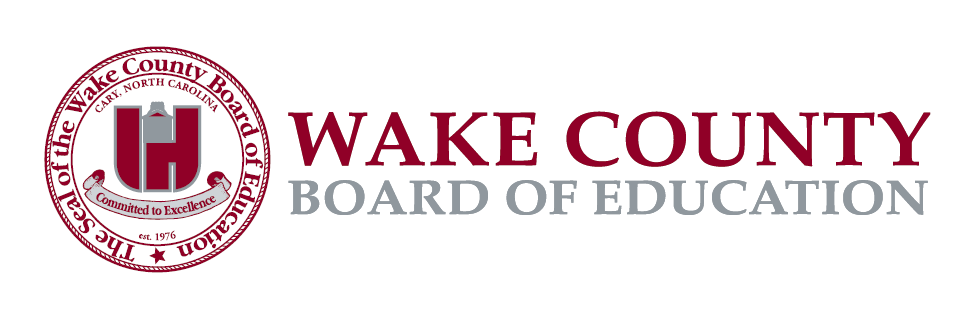 The Seal of the Wake County Board of Education
CARY, NORTH CAROLINA
Committed to Excellence
est. 1976
WAKE COUNTY
BOARD OF EDUCATION